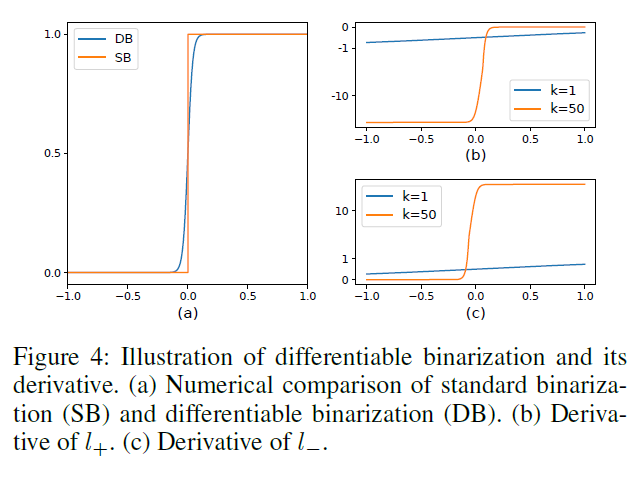 1.0
0.5
0.0
DB
SB
−1.0 −0.5 0.0 0.5 1.0
(a)
0
-1
-10
k=1
k=50
−1.0 −0.5 0.0 0.5 1.0
(b)
10
1
0
k=1
k=50
−1.0 −0.5 0.0 0.5 1.0
(c)
Figure 4: Illustration of differentiable binarization and its
derivative. (a) Numerical comparison of standard binariza-
tion (SB) and differentiable binarization (DB). (b) Deriva-
tive of l₊. (c) Derivative of l₋.